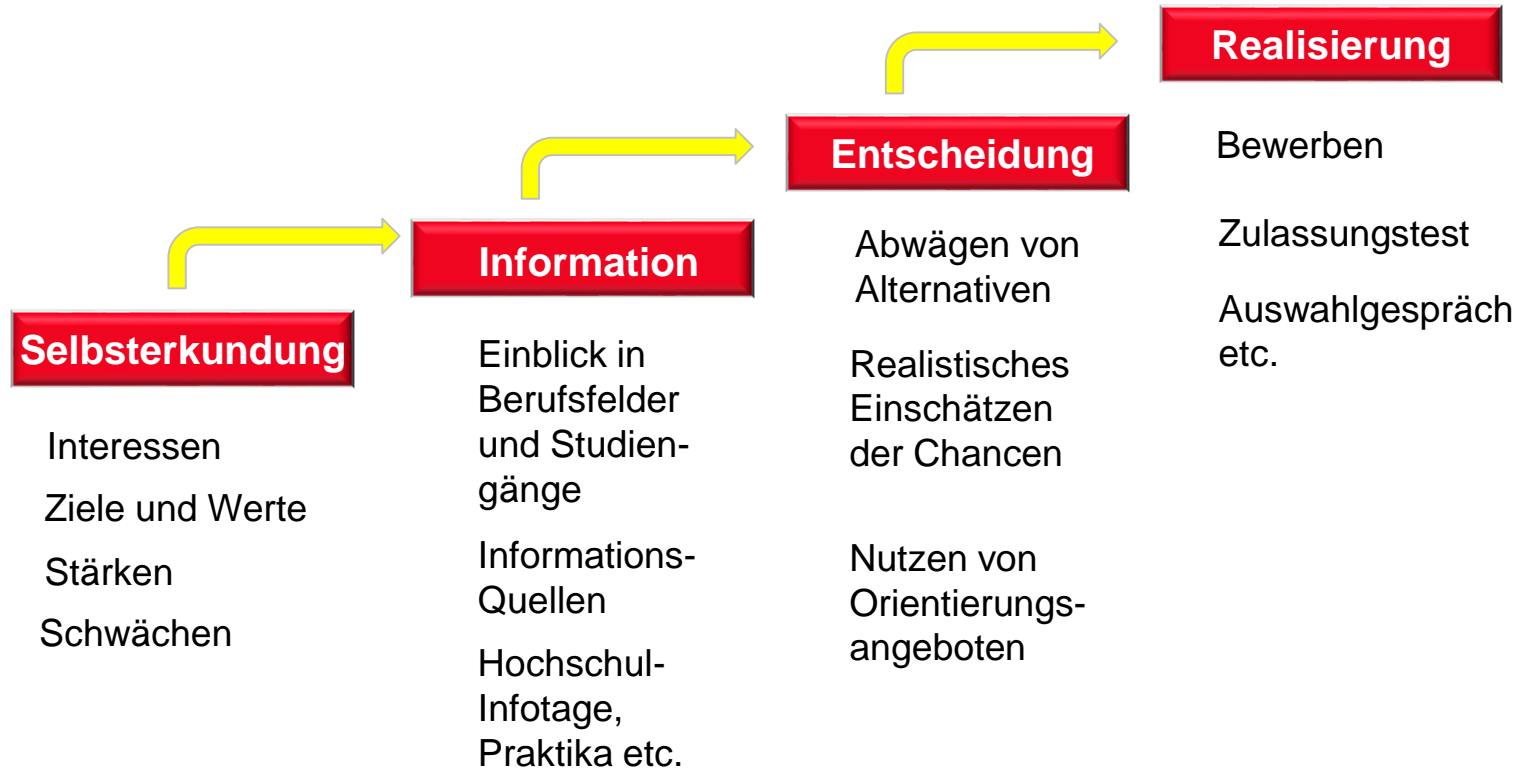 Selbsterkundung
Interessen
Ziele und Werte
Stärken
Schwächen
Information
Einblick in
Berufsfelder
und Studien-
gänge
Informations-
Quellen
Hochschul-
Infotage,
Praktika etc.
Entscheidung
Abwägen von
Alternativen
Realistisches
Einschätzen
der Chancen
Nutzen von
Orientierungs-
angeboten
Realisierung
Bewerben
Zulassungstest
Auswahlgespräch
etc.